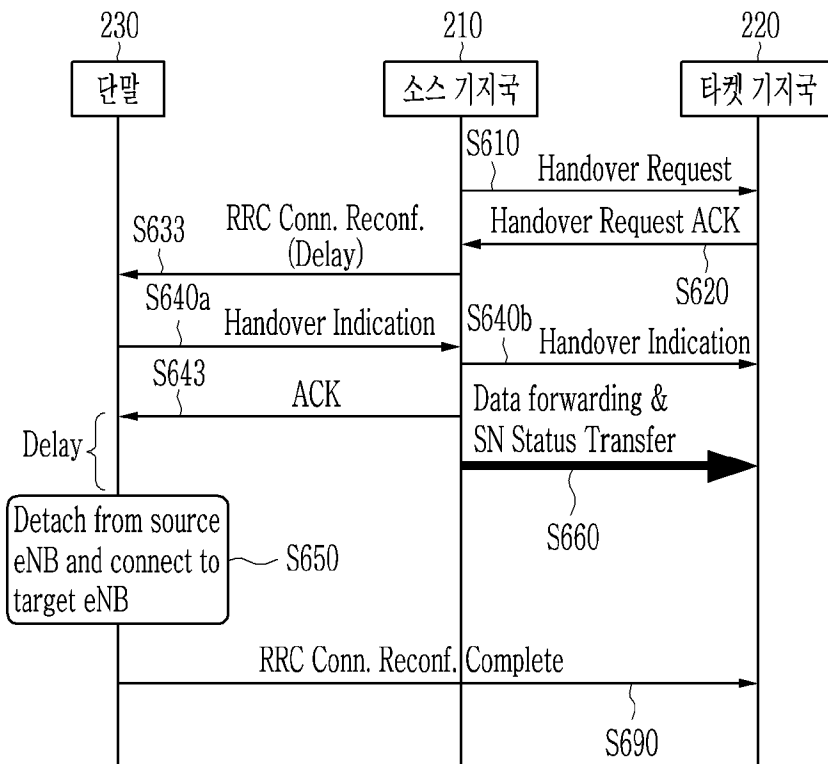 230
210
220
단말
소스 기지국
타켓 기지국
S610
Handover Request
RRC Conn. Reconf.
(Delay)
S633
Handover Request ACK
S620
S640a
Handover Indication
S640b
Handover Indication
S643
ACK
Data forwarding &
SN Status Transfer
Delay
S660
Detach from source
eNB and connect to
target eNB
S650
RRC Conn. Reconf. Complete
S690